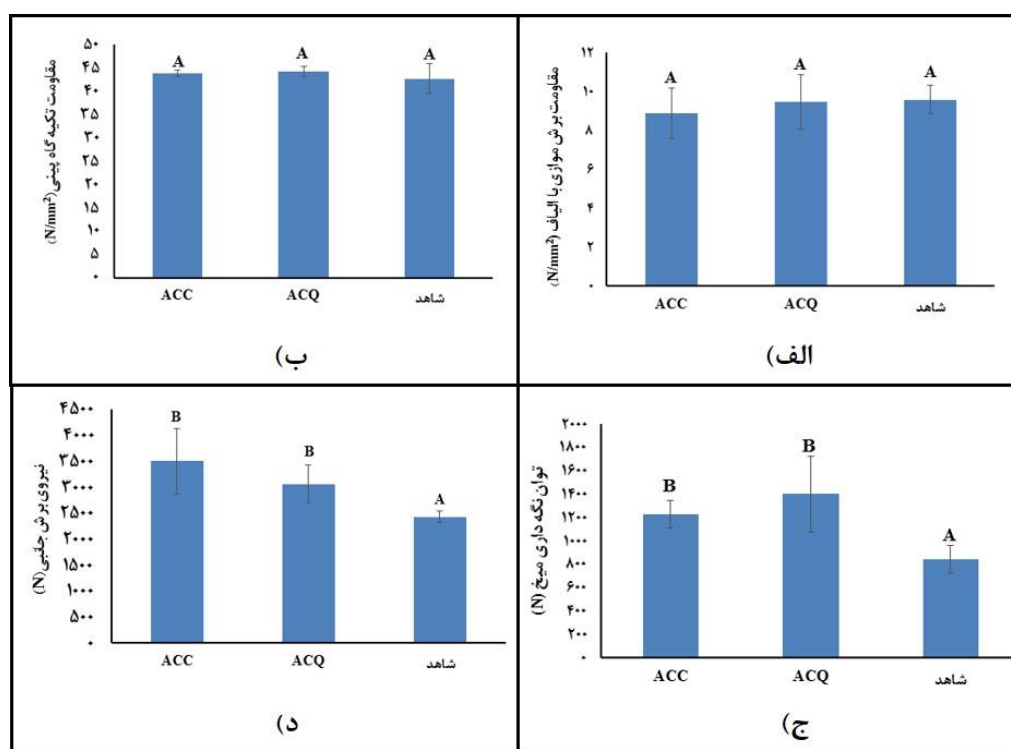 مقاومت برش موازی با الیاف (N/mm²)
۱۲
۱۰
۸
۶
۴
۲
۰
A
A
A
ACC
ACQ
شاهد
الف)
مقاومت تکیه گاه پینی (N/mm²)
۵۰
۴۵
۴۰
۳۵
۳۰
۲۵
۲۰
۱۵
۱۰
۵
۰
A
A
A
ACC
ACQ
شاهد
ب)
توان نگه داری میخ (N)
۲۰۰۰
۱۸۰۰
۱۶۰۰
۱۴۰۰
۱۲۰۰
۱۰۰۰
۸۰۰
۶۰۰
۴۰۰
۲۰۰
۰
B
B
A
ACC
ACQ
شاهد
ج)
نیروی برش جانبی (N)
۴۵۰۰
۴۰۰۰
۳۵۰۰
۳۰۰۰
۲۵۰۰
۲۰۰۰
۱۵۰۰
۱۰۰۰
۵۰۰
۰
B
B
A
ACC
ACQ
شاهد
د)